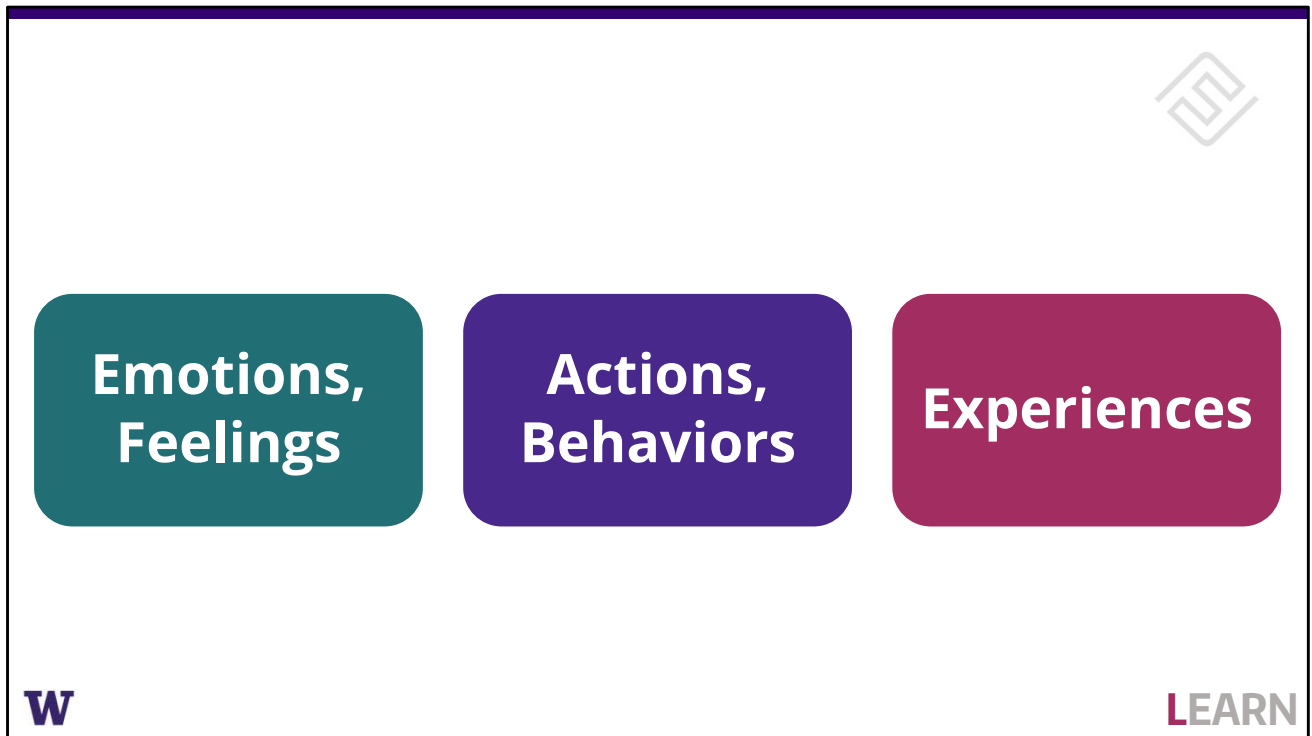 Emotions,
Feelings
Actions,
Behaviors
Experiences
W
LEARN